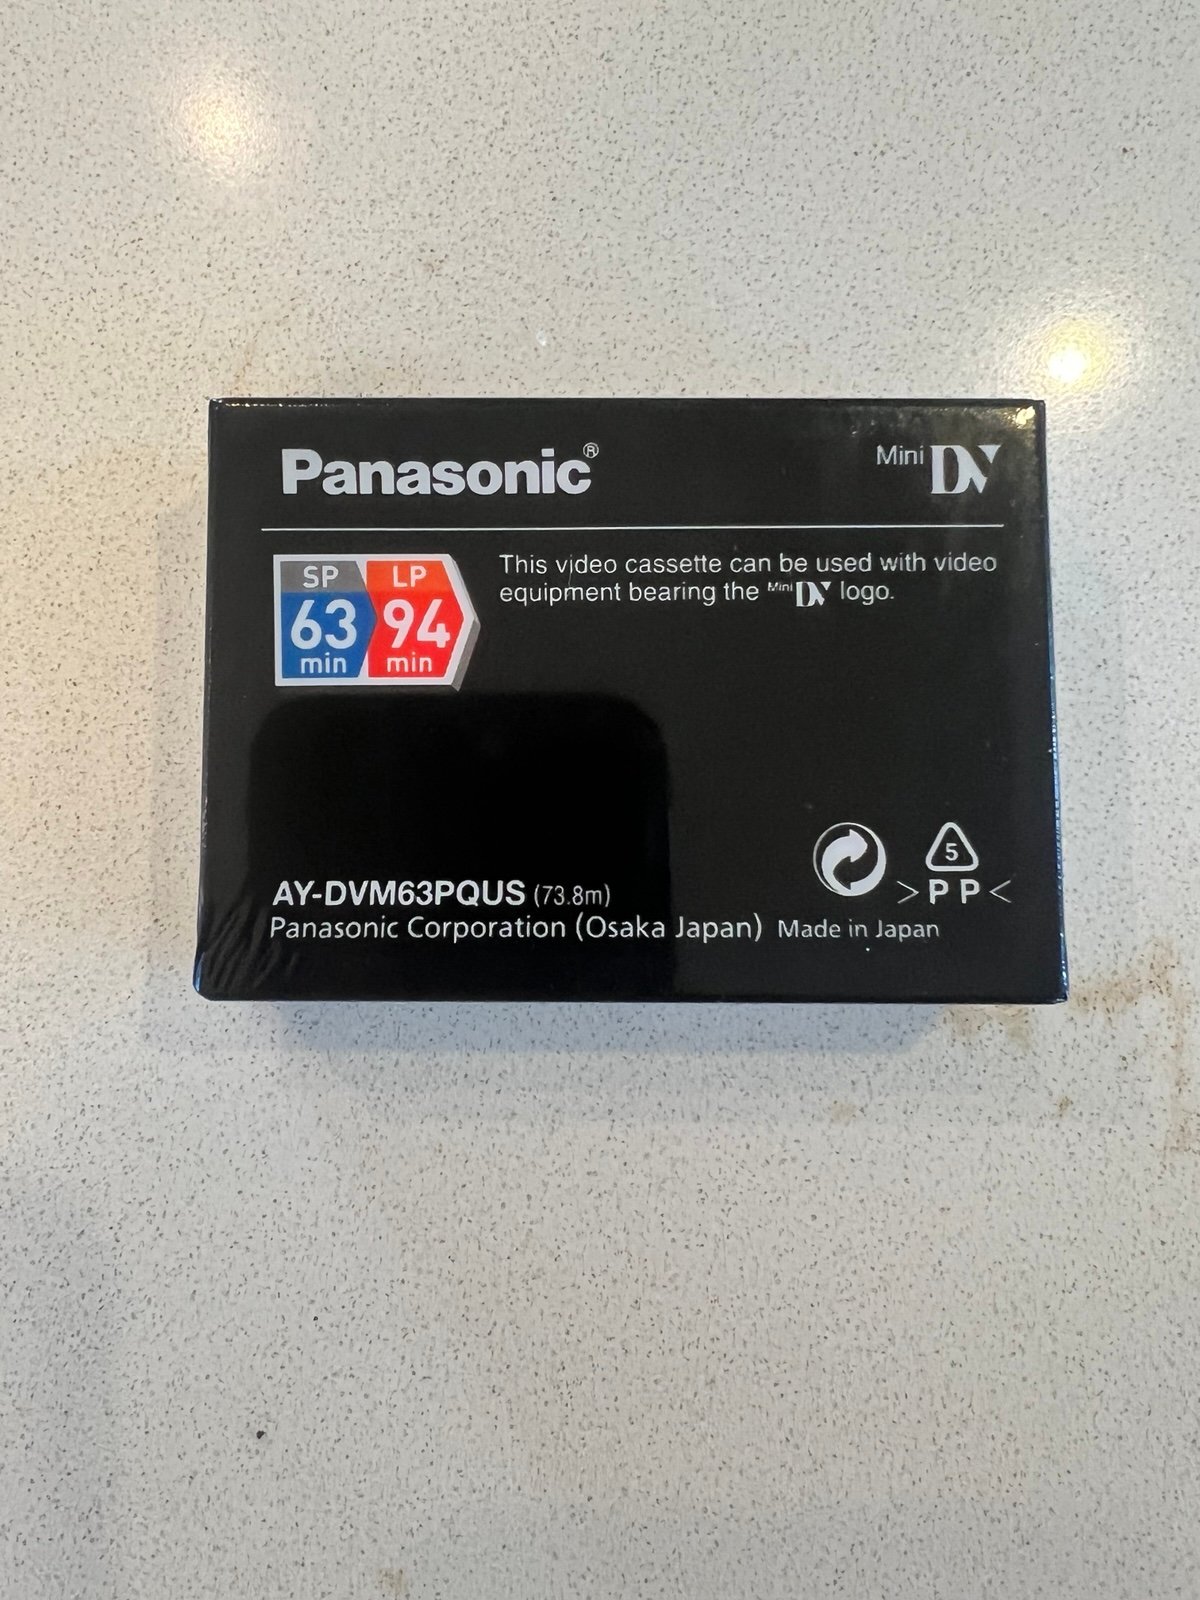 Panasonic®
Mini DV
SP LP
63 94
min min
This video cassette can be used with video
equipment bearing the Mini DV logo.
5
>PP<
AY-DVM63PQUS (73.8m)
Panasonic Corporation (Osaka Japan) Made in Japan